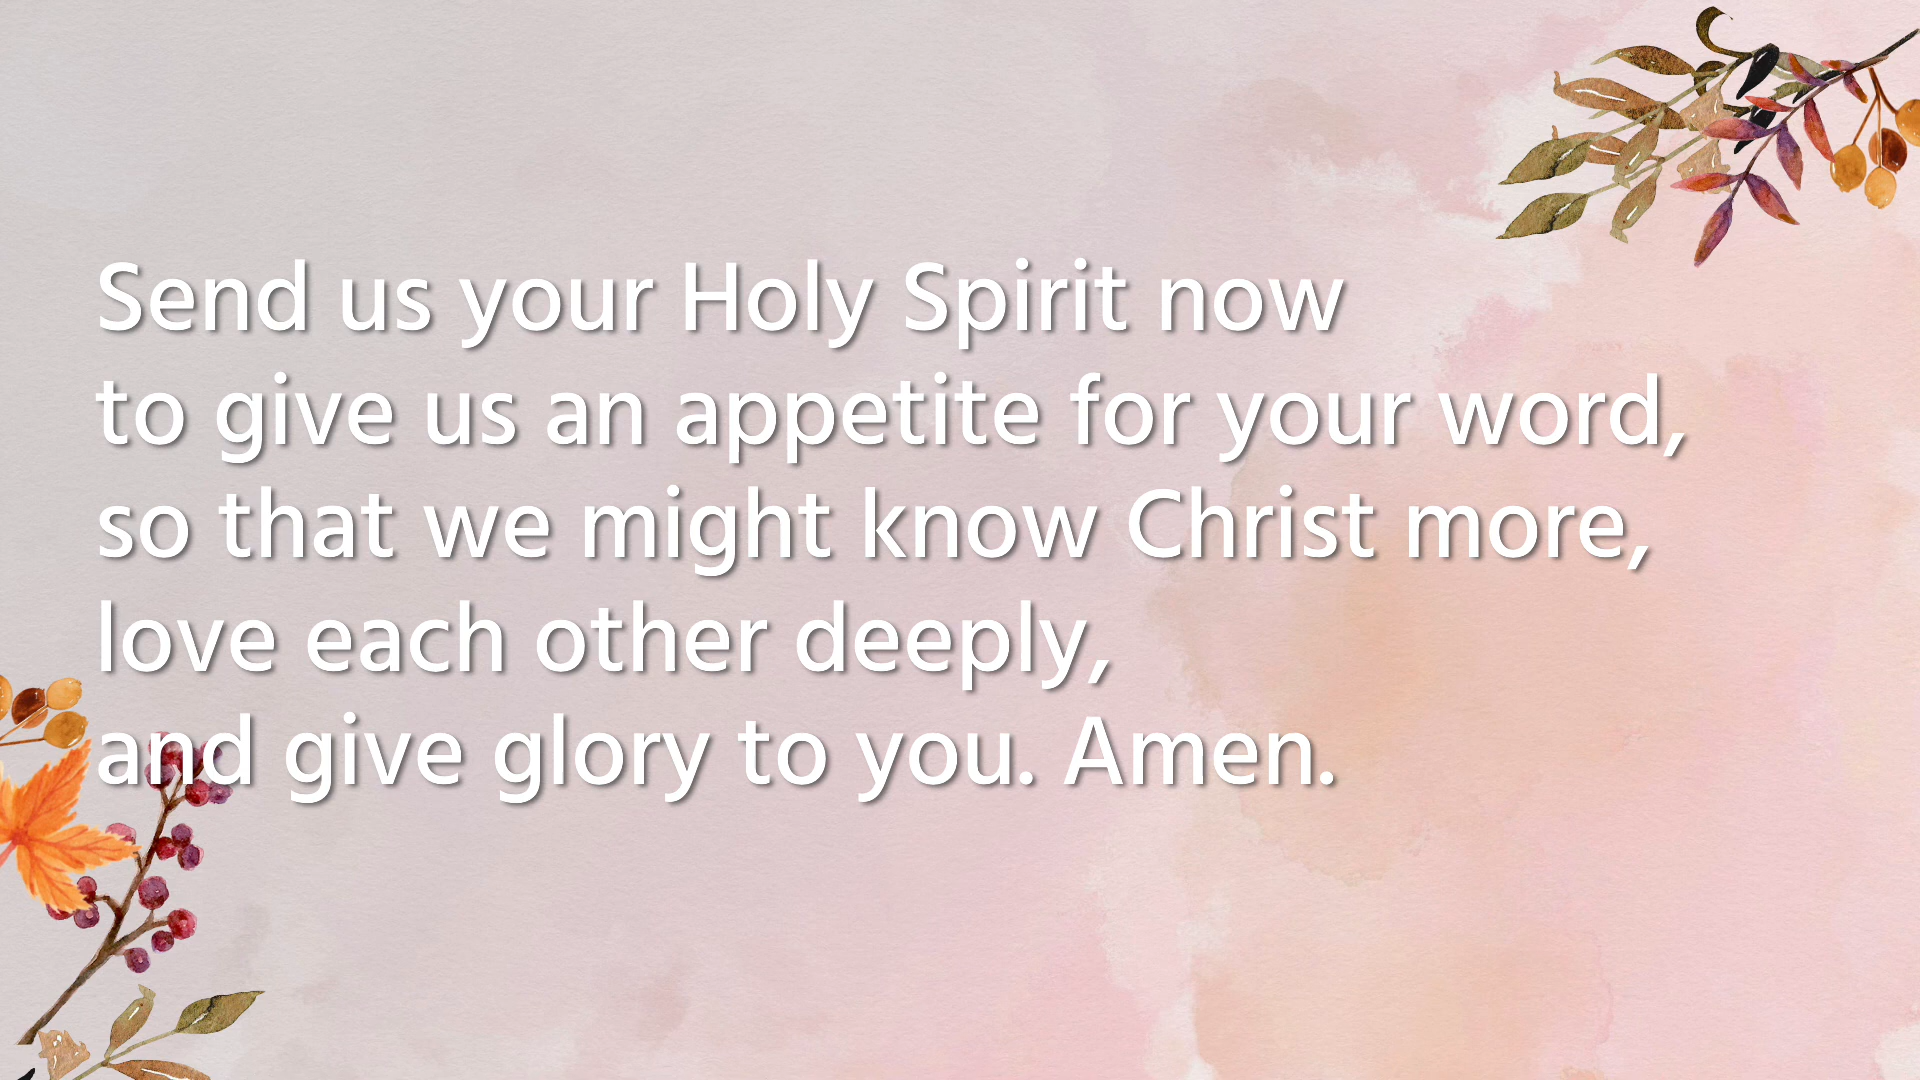 Send us your Holy Spirit now
to give us an appetite for your word,
so that we might know Christ more,
love each other deeply,
and give glory to you. Amen.